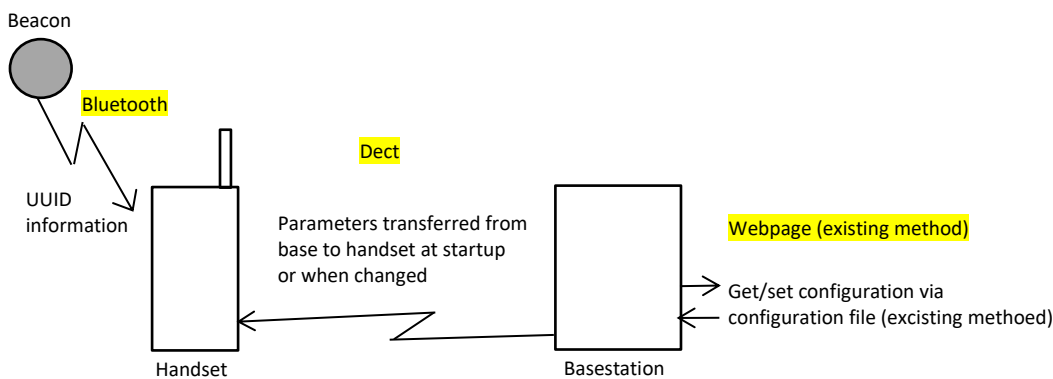 Beacon
Bluetooth
Dect
UUID
information
Parameters transferred from
base to handset at startup
or when changed
Webpage (existing method)
Get/set configuration via
configuration file (excisting methoed)
Handset
Basestation